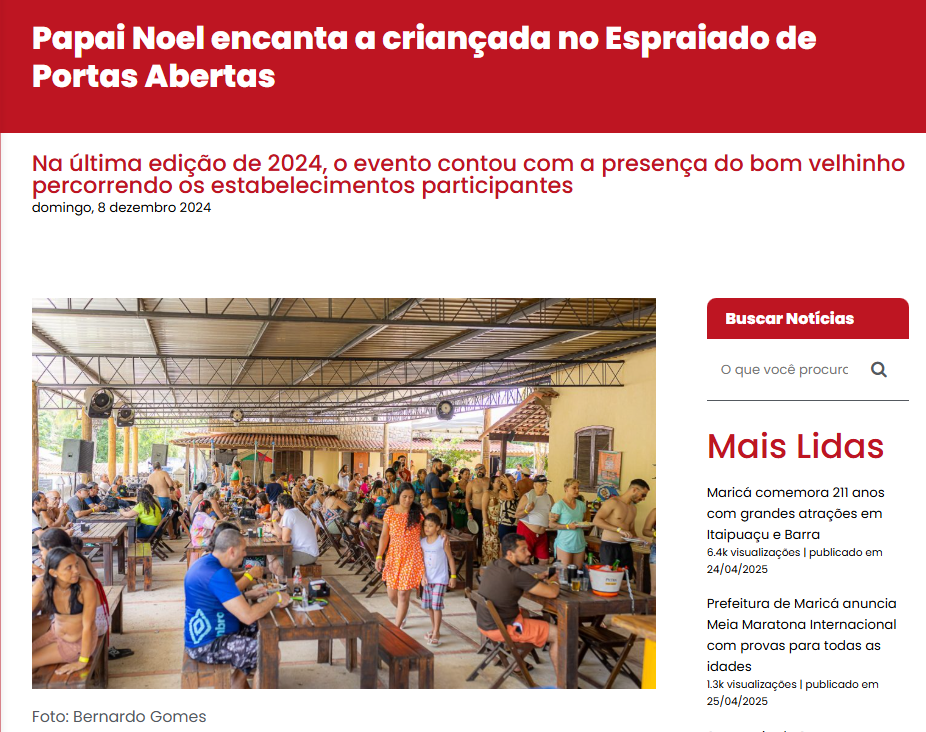 Papai Noel encanta a criançada no Espraiado de
Portas Abertas
Na última edição de 2024, o evento contou com a presença do bom velhinho
percorrendo os estabelecimentos participantes
domingo, 8 dezembro 2024
Foto: Bernardo Gomes
Buscar Notícias
O que você procurc
Mais Lidas
Maricá comemora 211 anos
com grandes atrações em
Itaipuaçu e Barra
6.4k visualizações | publicado em
24/04/2025
Prefeitura de Maricá anuncia
Meia Maratona Internacional
com provas para todas as
idades
1.3k visualizações | publicado em
25/04/2025